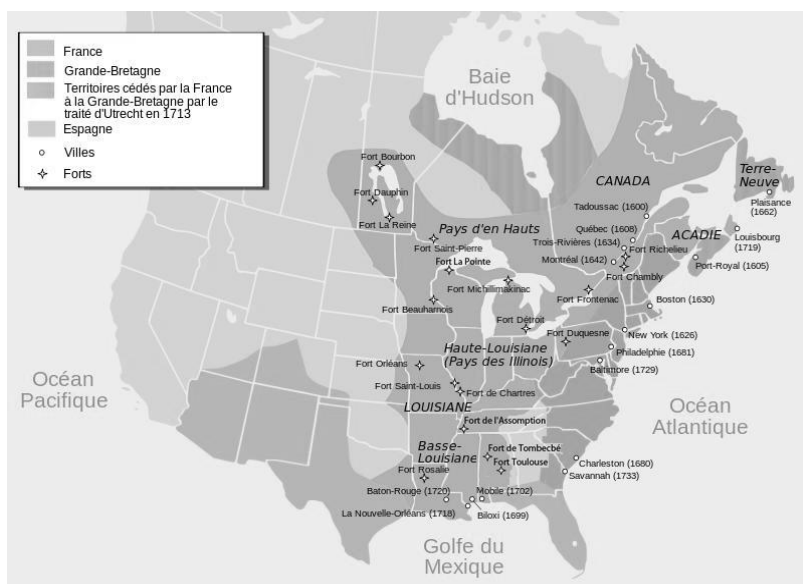 France
Grande-Bretagne
Territoires cédés par la France
à la Grande-Bretagne par le
traité d'Utrecht en 1713
Espagne
Villes
Forts
Baie
d'Hudson
Fort Bourbon
Fort Dauphin
Fort La Reine
CANADA
Terre-
Neuve
Plaisance
(1662)
Tadoussac (1600)
Pays d'en Hauts
Québec (1608)
ACADIE
Louisbourg
(1719)
Trois-Rivières (1634)
Fort Richelieu
Fort Saint-Pierre
Montréal (1642)
Port-Royal (1605)
Fort La Pointe
Fort Chambly
Fort Michillimakinac
Fort Frontenac
Boston (1630)
Fort Beauharnois
Fort Détroit
Fort Duquesne
New York (1626)
Haute-Louisiane
(Pays des Illinois)
Philadelphie (1681)
Fort Orléans
Baltimore (1729)
Océan
Pacifique
Fort Saint-Louis
Fort de Chartres
LOUISIANE
Océan
Atlantique
Fort de l'Assomption
Basse-
Louisiane
Fort de Tombecbé
Fort Toulouse
Charleston (1680)
Fort Rosalie
Savannah (1733)
Baton-Rouge (1720)
Mobile (1702)
La Nouvelle-Orléans (1718)
Biloxi (1699)
Golfe du
Mexique